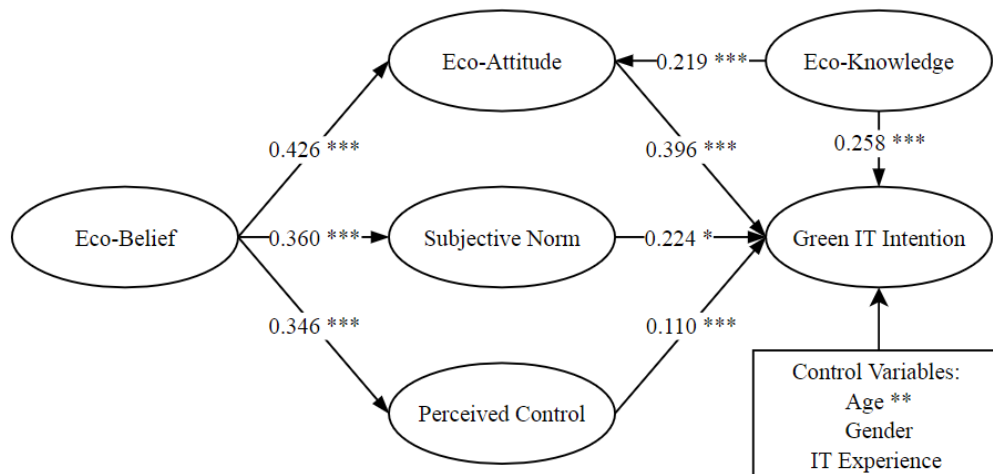 Eco-Attitude
Eco-Knowledge
0.219 ***
0.426 ***
0.396 ***
0.258 ***
Eco-Belief
0.360 ***
Subjective Norm
0.224 *
Green IT Intention
0.346 ***
0.110 ***
Perceived Control
Control Variables:
Age **
Gender
IT Experience